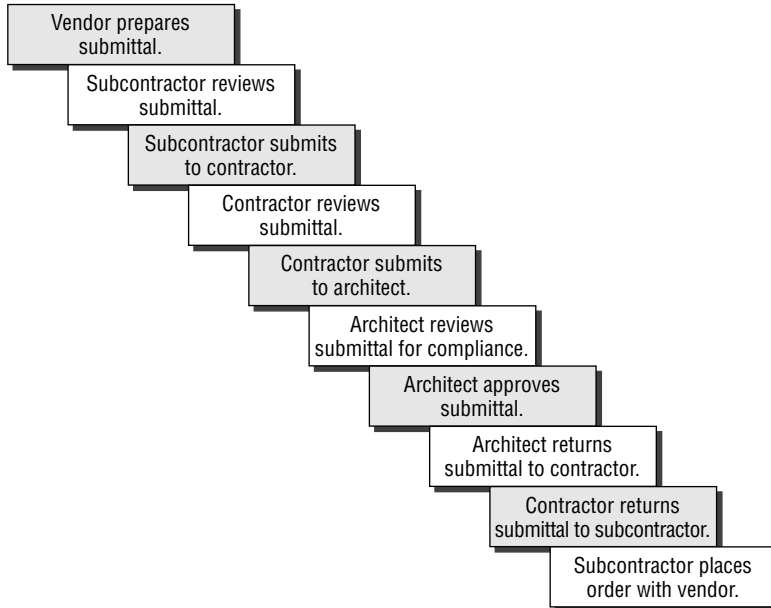 Vendor prepares
submittal.
Subcontractor reviews
submittal.
Subcontractor submits
to contractor.
Contractor reviews
submittal.
Contractor submits
to architect.
Architect reviews
submittal for compliance.
Architect approves
submittal.
Architect returns
submittal to contractor.
Contractor returns
submittal to subcontractor.
Subcontractor places
order with vendor.